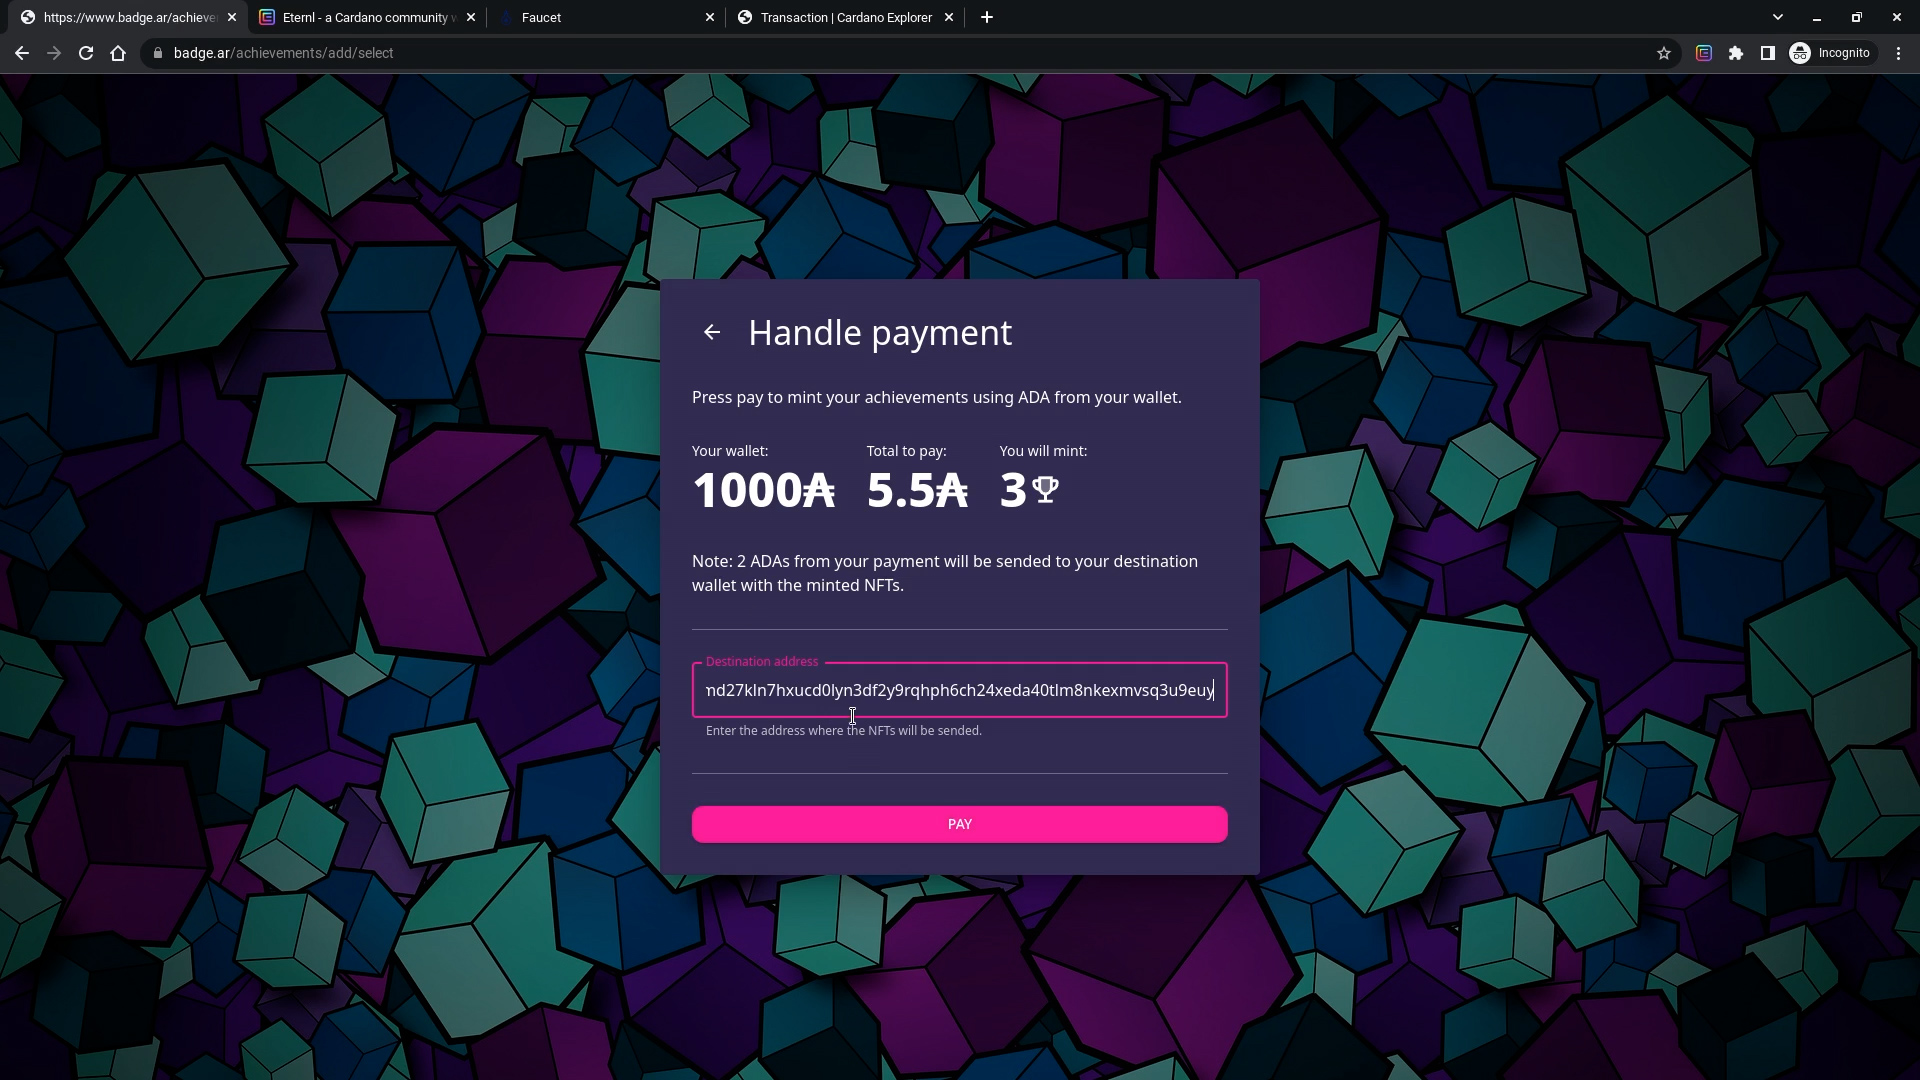 https://www.badge.ar/achieve
Eternl - a Cardano community
Faucet
Transaction | Cardano Explorer
badge.ar/achievements/add/select
Incognito
Handle payment
Press pay to mint your achievements using ADA from your wallet.
Your wallet: Total to pay: You will mint:
1000₳ 5.5₳ 3
Note: 2 ADAs from your payment will be sended to your destination
wallet with the minted NFTs.
Destination address
nd27kln7hxucd0lyn3df2y9rqhph6ch24xeda40tlm8nkexmvsq3u9euy
Enter the address where the NFTs will be sended.
PAY